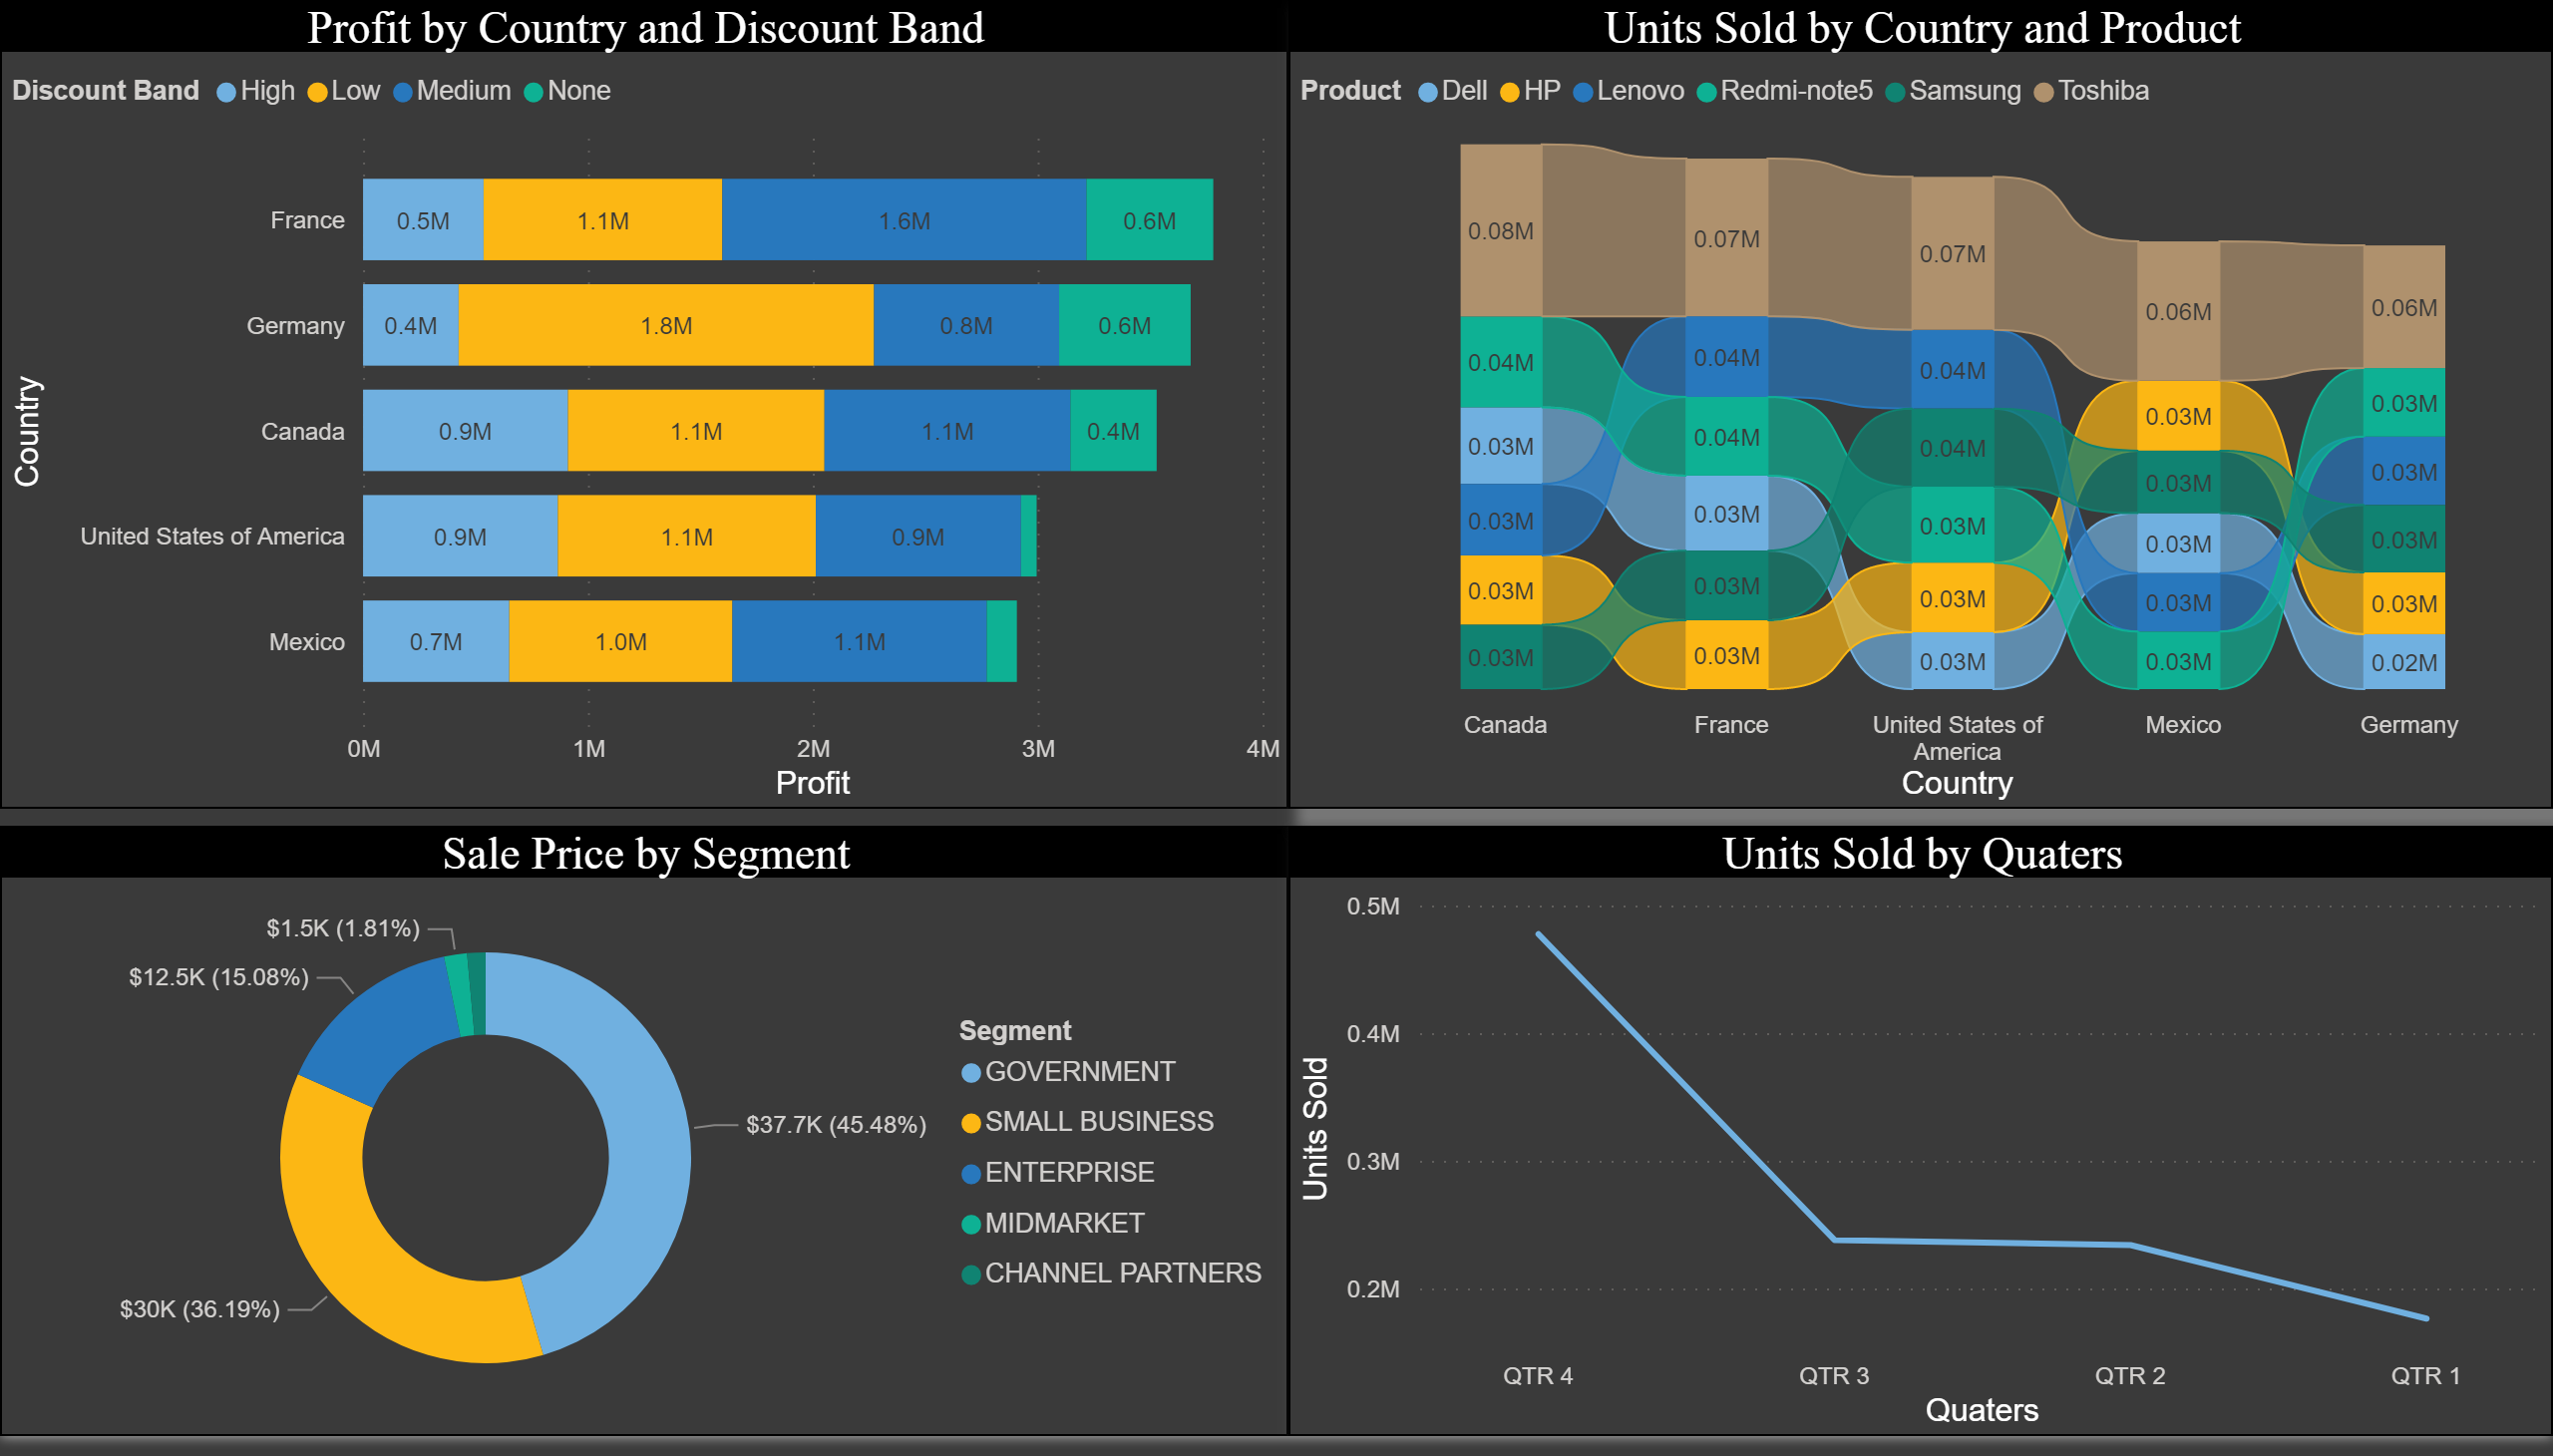 Profit by Country and Discount Band
Discount Band High Low Medium None
Country
France 0.5M 1.1M 1.6M 0.6M
Germany 0.4M 1.8M 0.8M 0.6M
Canada 0.9M 1.1M 1.1M 0.4M
United States of America 0.9M 1.1M 0.9M
Mexico 0.7M 1.0M 1.1M
0M 1M 2M 3M 4M
Profit
Units Sold by Country and Product
Product Dell HP Lenovo Redmi-note5 Samsung Toshiba
0.08M
0.04M
0.03M
0.03M
0.03M
0.03M
0.07M
0.04M
0.04M
0.03M
0.03M
0.03M
0.07M
0.04M
0.04M
0.03M
0.03M
0.03M
0.06M
0.03M
0.03M
0.03M
0.03M
0.03M
0.06M
0.03M
0.03M
0.03M
0.03M
0.02M
Canada France United States of Mexico Germany
America
Country
Sale Price by Segment
$1.5K (1.81%)
$12.5K (15.08%)
$37.7K (45.48%)
$30K (36.19%)
Segment
GOVERNMENT
SMALL BUSINESS
ENTERPRISE
MIDMARKET
CHANNEL PARTNERS
Units Sold by Quaters
Units Sold
0.5M
0.4M
0.3M
0.2M
QTR 4 QTR 3 QTR 2 QTR 1
Quaters